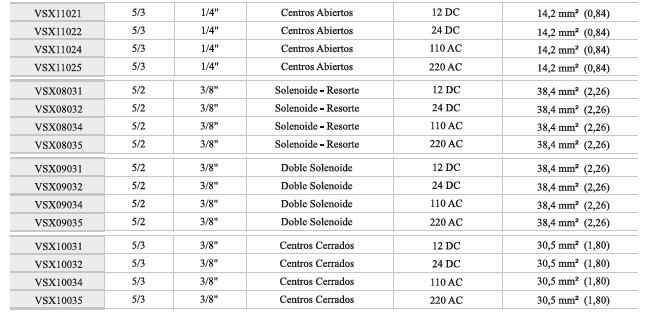 VSX11021 5/3 1/4" Centros Abiertos 12 DC 14,2 mm² (0,84)
VSX11022 5/3 1/4" Centros Abiertos 24 DC 14,2 mm² (0,84)
VSX11024 5/3 1/4" Centros Abiertos 110 AC 14,2 mm² (0,84)
VSX11025 5/3 1/4" Centros Abiertos 220 AC 14,2 mm² (0,84)
VSX08031 5/2 3/8" Solenoide - Resorte 12 DC 38,4 mm² (2,26)
VSX08032 5/2 3/8" Solenoide - Resorte 24 DC 38,4 mm² (2,26)
VSX08034 5/2 3/8" Solenoide - Resorte 110 AC 38,4 mm² (2,26)
VSX08035 5/2 3/8" Solenoide - Resorte 220 AC 38,4 mm² (2,26)
VSX09031 5/2 3/8" Doble Solenoide 12 DC 38,4 mm² (2,26)
VSX09032 5/2 3/8" Doble Solenoide 24 DC 38,4 mm² (2,26)
VSX09034 5/2 3/8" Doble Solenoide 110 AC 38,4 mm² (2,26)
VSX09035 5/2 3/8" Doble Solenoide 220 AC 38,4 mm² (2,26)
VSX10031 5/3 3/8" Centros Cerrados 12 DC 30,5 mm² (1,80)
VSX10032 5/3 3/8" Centros Cerrados 24 DC 30,5 mm² (1,80)
VSX10034 5/3 3/8" Centros Cerrados 110 AC 30,5 mm² (1,80)
VSX10035 5/3 3/8" Centros Cerrados 220 AC 30,5 mm² (1,80)